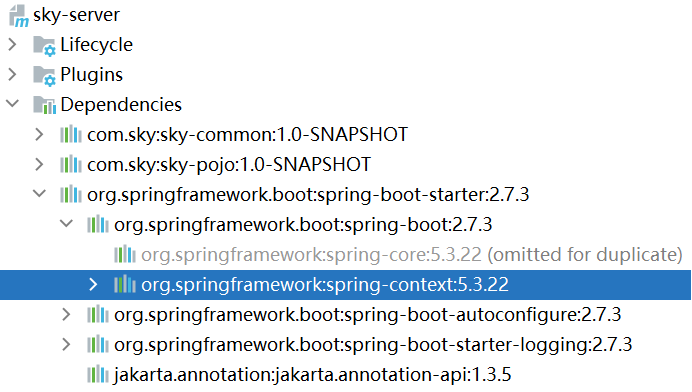 sky-server
Lifecycle
Plugins
Dependencies
com.sky:sky-common:1.0-SNAPSHOT
com.sky:sky-pojo:1.0-SNAPSHOT
org.springframework.boot:spring-boot-starter:2.7.3
org.springframework.boot:spring-boot:2.7.3
org.springframework:spring-core:5.3.22 (omitted for duplicate)
org.springframework:spring-context:5.3.22
org.springframework.boot:spring-boot-autoconfigure:2.7.3
org.springframework.boot:spring-boot-starter-logging:2.7.3
jakarta.annotation:jakarta.annotation-api:1.3.5